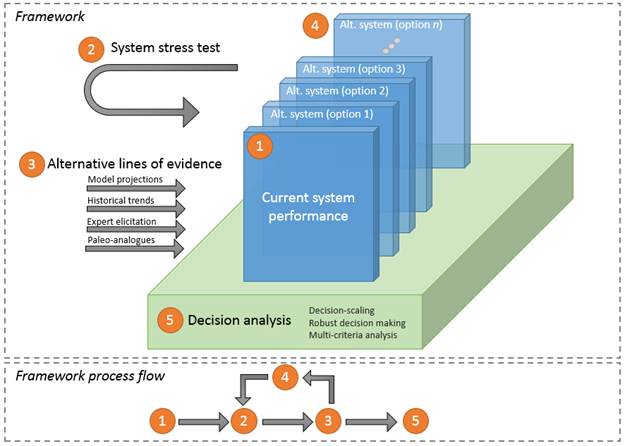 Framework
2
System stress test
4
Alt. system (option n)
Alt. system (option 3)
Alt. system (option 2)
Alt. system (option 1)
1
Current system
performance
3
Alternative lines of evidence
Model projections
Historical trends
Expert elicitation
Paleo-analogues
5
Decision analysis
Decision-scaling
Robust decision making
Multi-criteria analysis
Framework process flow
4
1 2 3 5